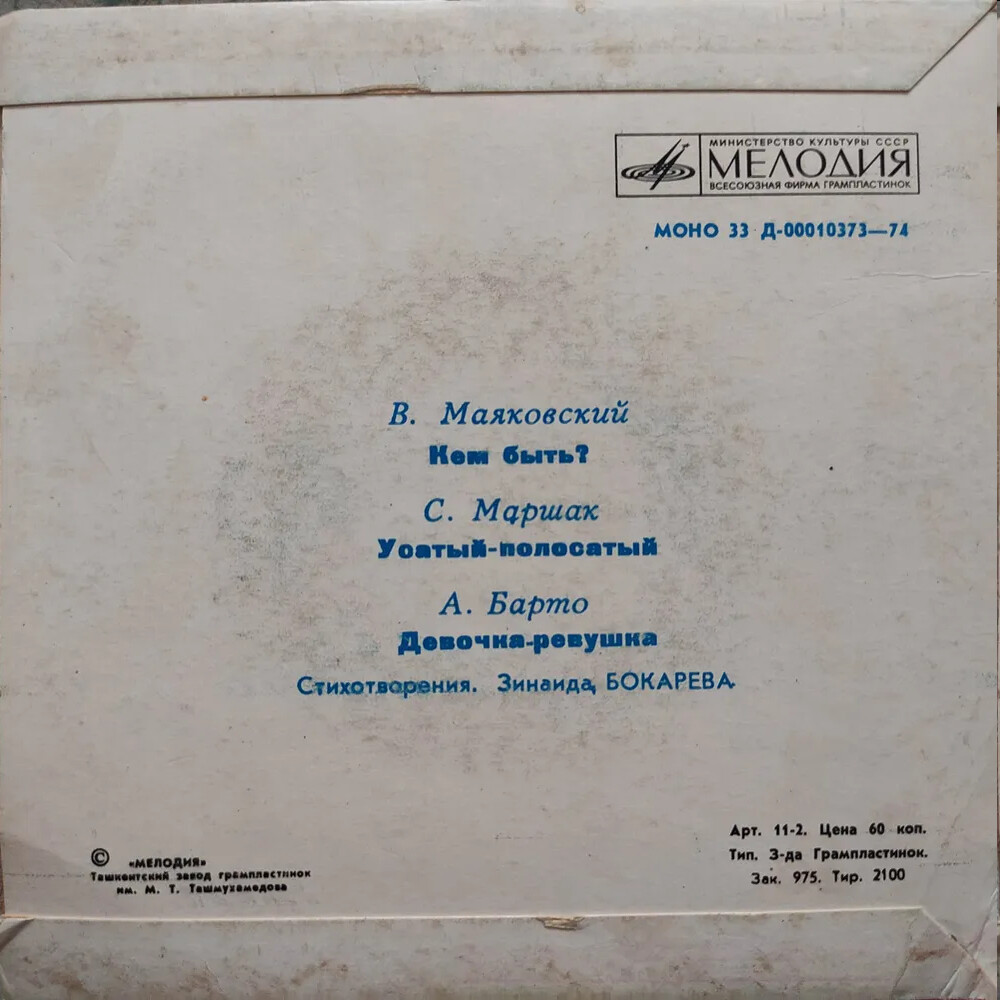 МИНИСТЕРСТВО КУЛЬТУРЫ СССР
МЕЛОДИЯ
ВСЕСОЮЗНАЯ ФИРМА ГРАМПЛАСТИНОК
МОНО 33 Д-00010373—74
В. Маяковский
Кем быть?
С. Маршак
Усатый-полосатый
А. Барто
Девочка-ревушка
Стихотворения. Зинаида БОКАРЕВА
Арт. 11-2. Цена 60 коп.
Тип. З-да Грампластинок.
Зак. 975. Тир. 2100
© «МЕЛОДИЯ»
Ташкентский завод грампластинок
им. М. Т. Ташмухамедова